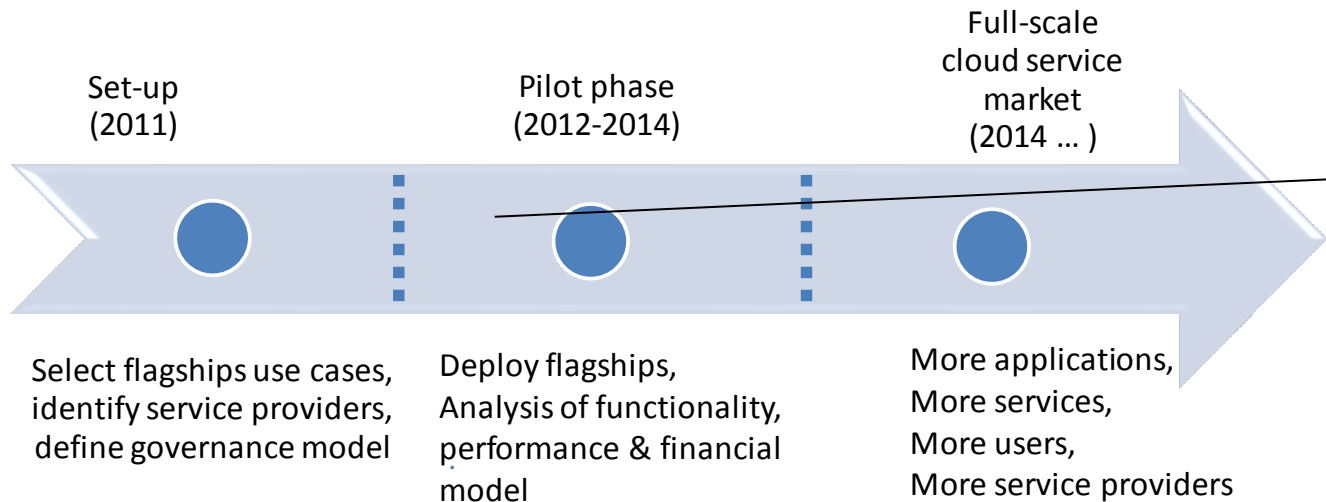 Set-up
(2011)
Pilot phase
(2012-2014)
Full-scale
cloud service
market
(2014 ... )
Select flagships use cases,
identify service providers,
define governance model
Deploy flagships,
Analysis of functionality,
performance & financial
model
More applications,
More services,
More users,
More service providers